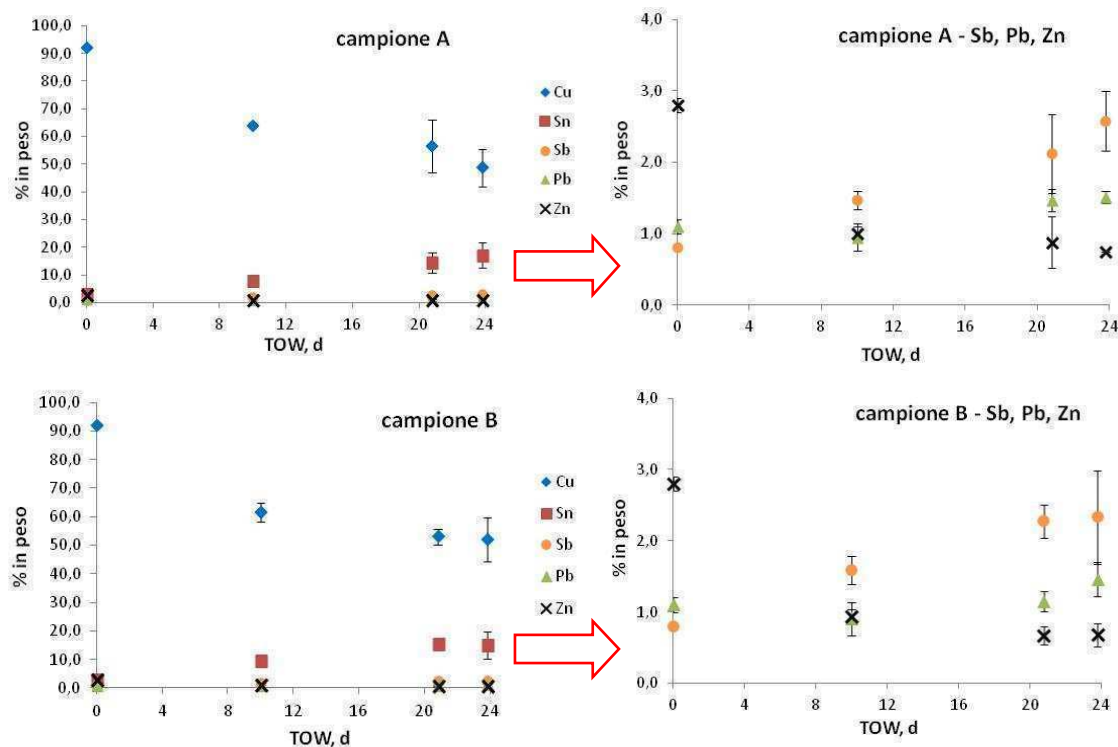 campione A
% in peso
100,0
90,0
80,0
70,0
60,0
50,0
40,0
30,0
20,0
10,0
0,0
0 4 8 12 16 20 24
TOW, d
Cu
Sn
Sb
Pb
Zn
campione A - Sb, Pb, Zn
% in peso
4,0
3,0
2,0
1,0
0,0
0 4 8 12 16 20 24
TOW, d
campione B
% in peso
100,0
90,0
80,0
70,0
60,0
50,0
40,0
30,0
20,0
10,0
0,0
0 4 8 12 16 20 24
TOW, d
Cu
Sn
Sb
Pb
Zn
campione B - Sb, Pb, Zn
% in peso
4,0
3,0
2,0
1,0
0,0
0 4 8 12 16 20 24
TOW, d